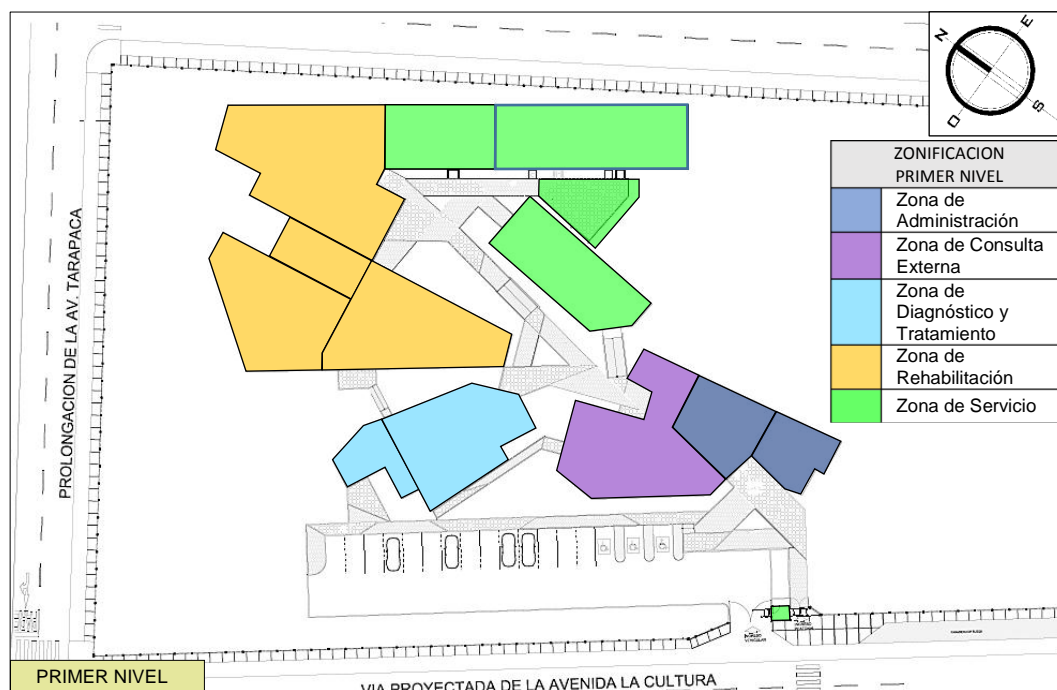 N
E
O
S
ZONIFICACION
PRIMER NIVEL
Zona de
Administración
Zona de Consulta
Externa
Zona de
Diagnóstico y
Tratamiento
Zona de
Rehabilitación
Zona de Servicio
PROLONGACION DE LA AV. TARAPACA
PRIMER NIVEL
VIA PROYECTADA DE LA AVENIDA LA CULTURA